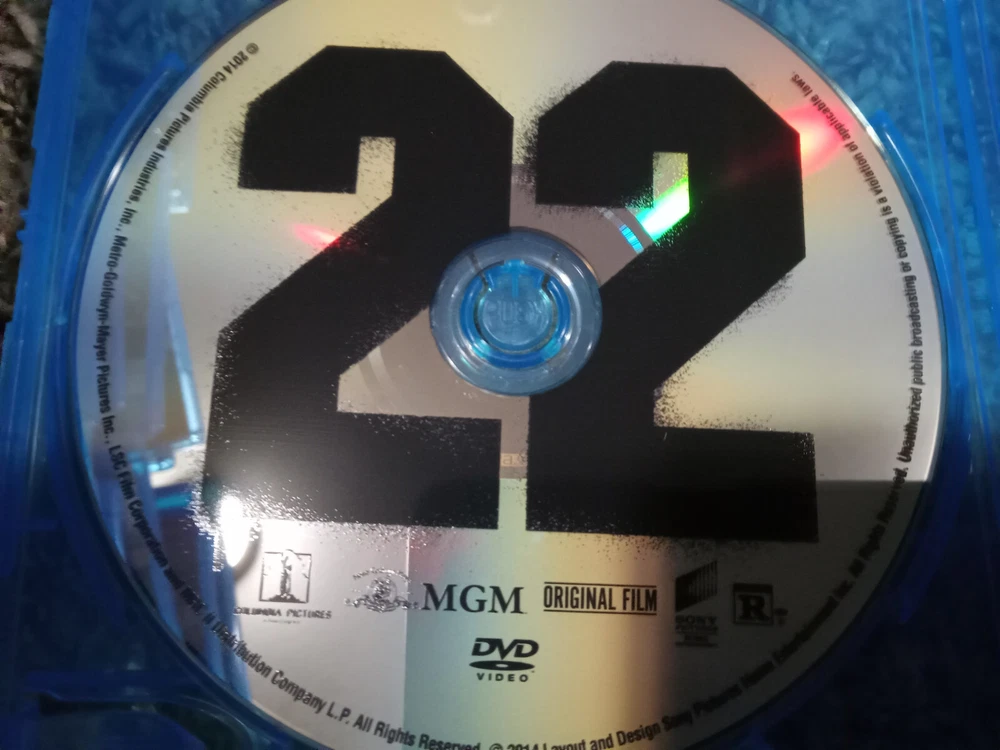 22
COLUMBIA PICTURES
MGM
ORIGINAL FILM
SONY
R
DVD
VIDEO
© 2014 Columbia Pictures Industries, Inc., Metro-Goldwyn-Mayer Pictures Inc., LSC Film Corporation and MGM Distribution Company L.P. All Rights Reserved. © 2014 Layout and Design Sony Pictures Home Entertainment Inc. All Rights Reserved. Unauthorized public broadcasting or copying is a violation of applicable laws.